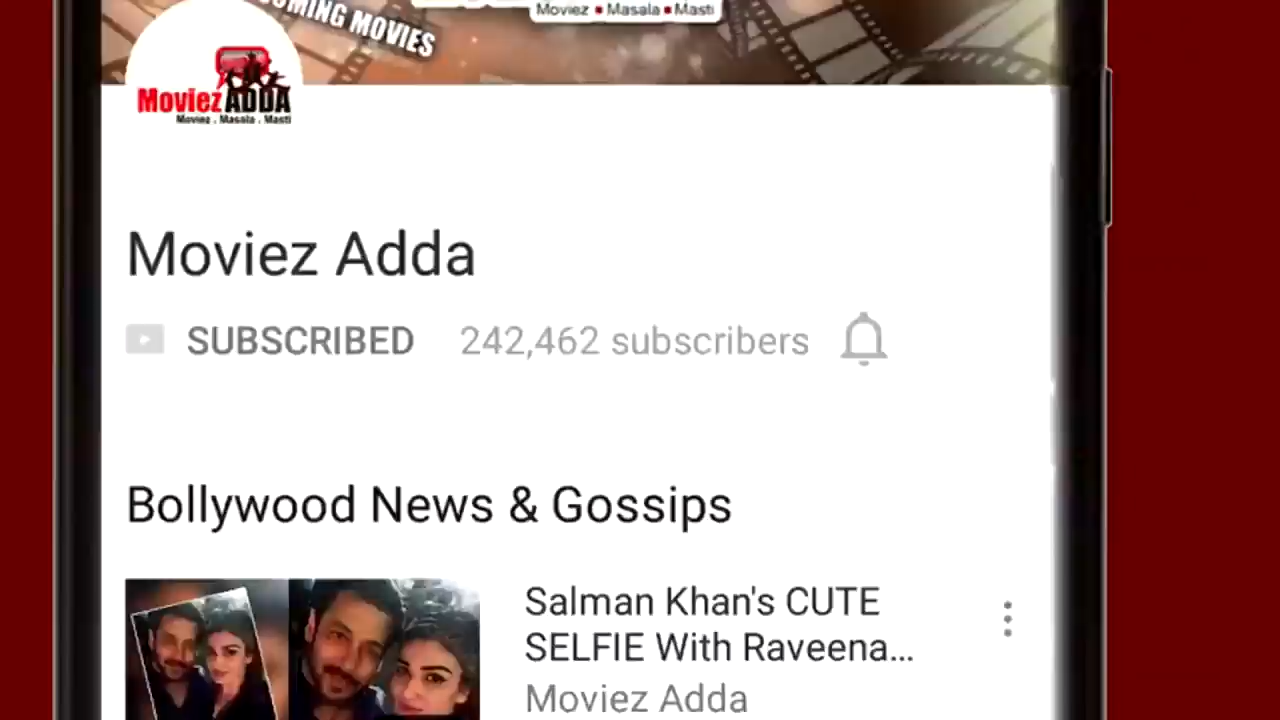 Moviez • Masala • Masti
OMING MOVIES
Moviez ADDA
Moviez . Masala . Masti
Moviez Adda
SUBSCRIBED 242,462 subscribers
Bollywood News & Gossips
Salman Khan's CUTE
SELFIE With Raveena...
Moviez Adda